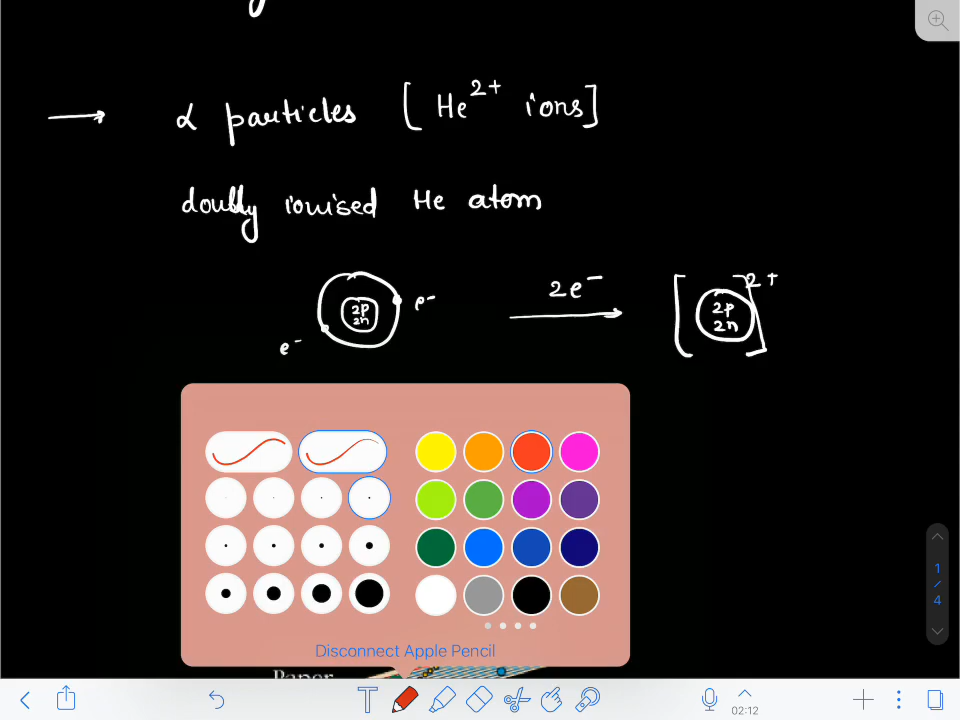 → α particles [He²⁺ ions]
doubly ionised He atom
2p
2n
e⁻
e⁻
2e⁻
[2p
2n]²⁺
Disconnect Apple Pencil
Paper
1
/
4
T
02:12